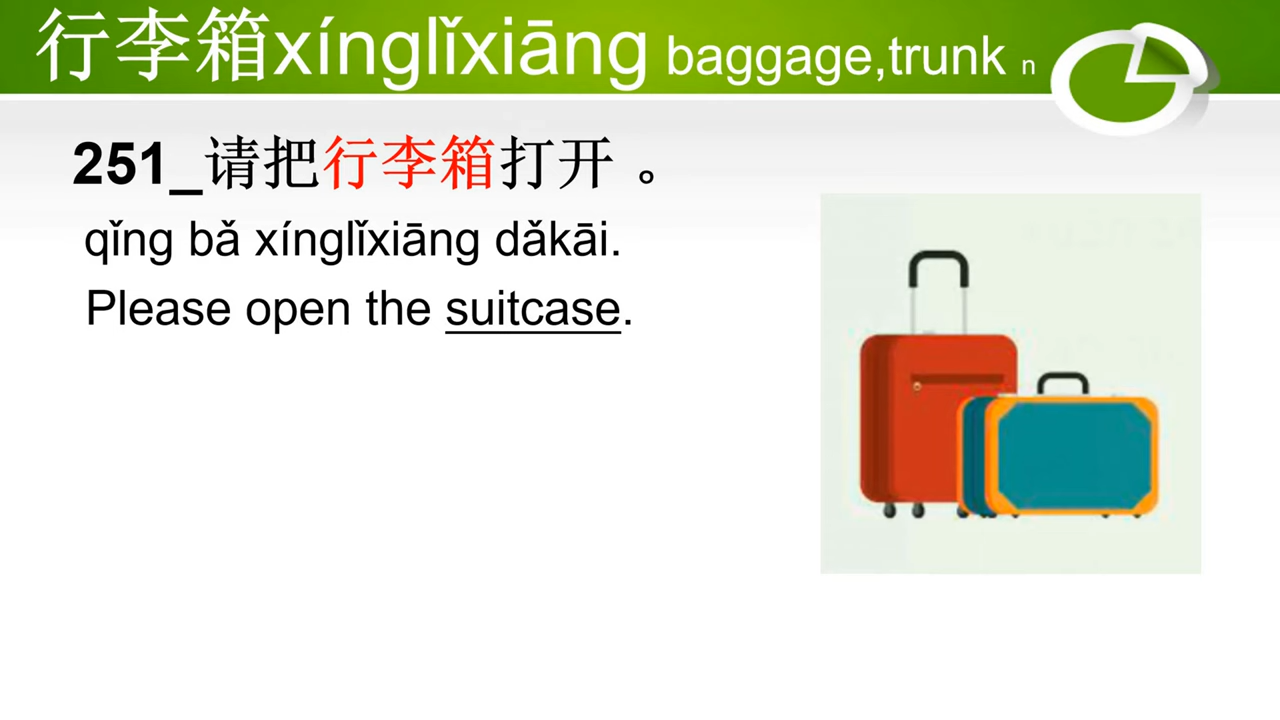 行李箱xínglǐxiāng baggage,trunk n
251_请把行李箱打开 。
qǐng bǎ xínglǐxiāng dǎkāi.
Please open the suitcase.